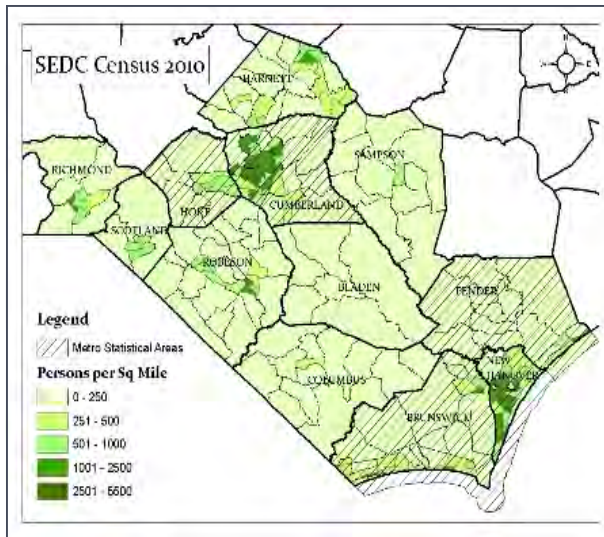 SEDC Census 2010
N
W
E
S
HARNETT
RICHMOND
SAMPSON
HOKE
CUMBERLAND
SCOTLAND
ROBESON
BLADEN
PENDER
NEW
HANOVER
COLUMBUS
BRUNSWICK
Legend
Metro Statistical Areas
Persons per Sq Mile
0 - 250
251 - 500
501 - 1000
1001 - 2500
2501 - 5600